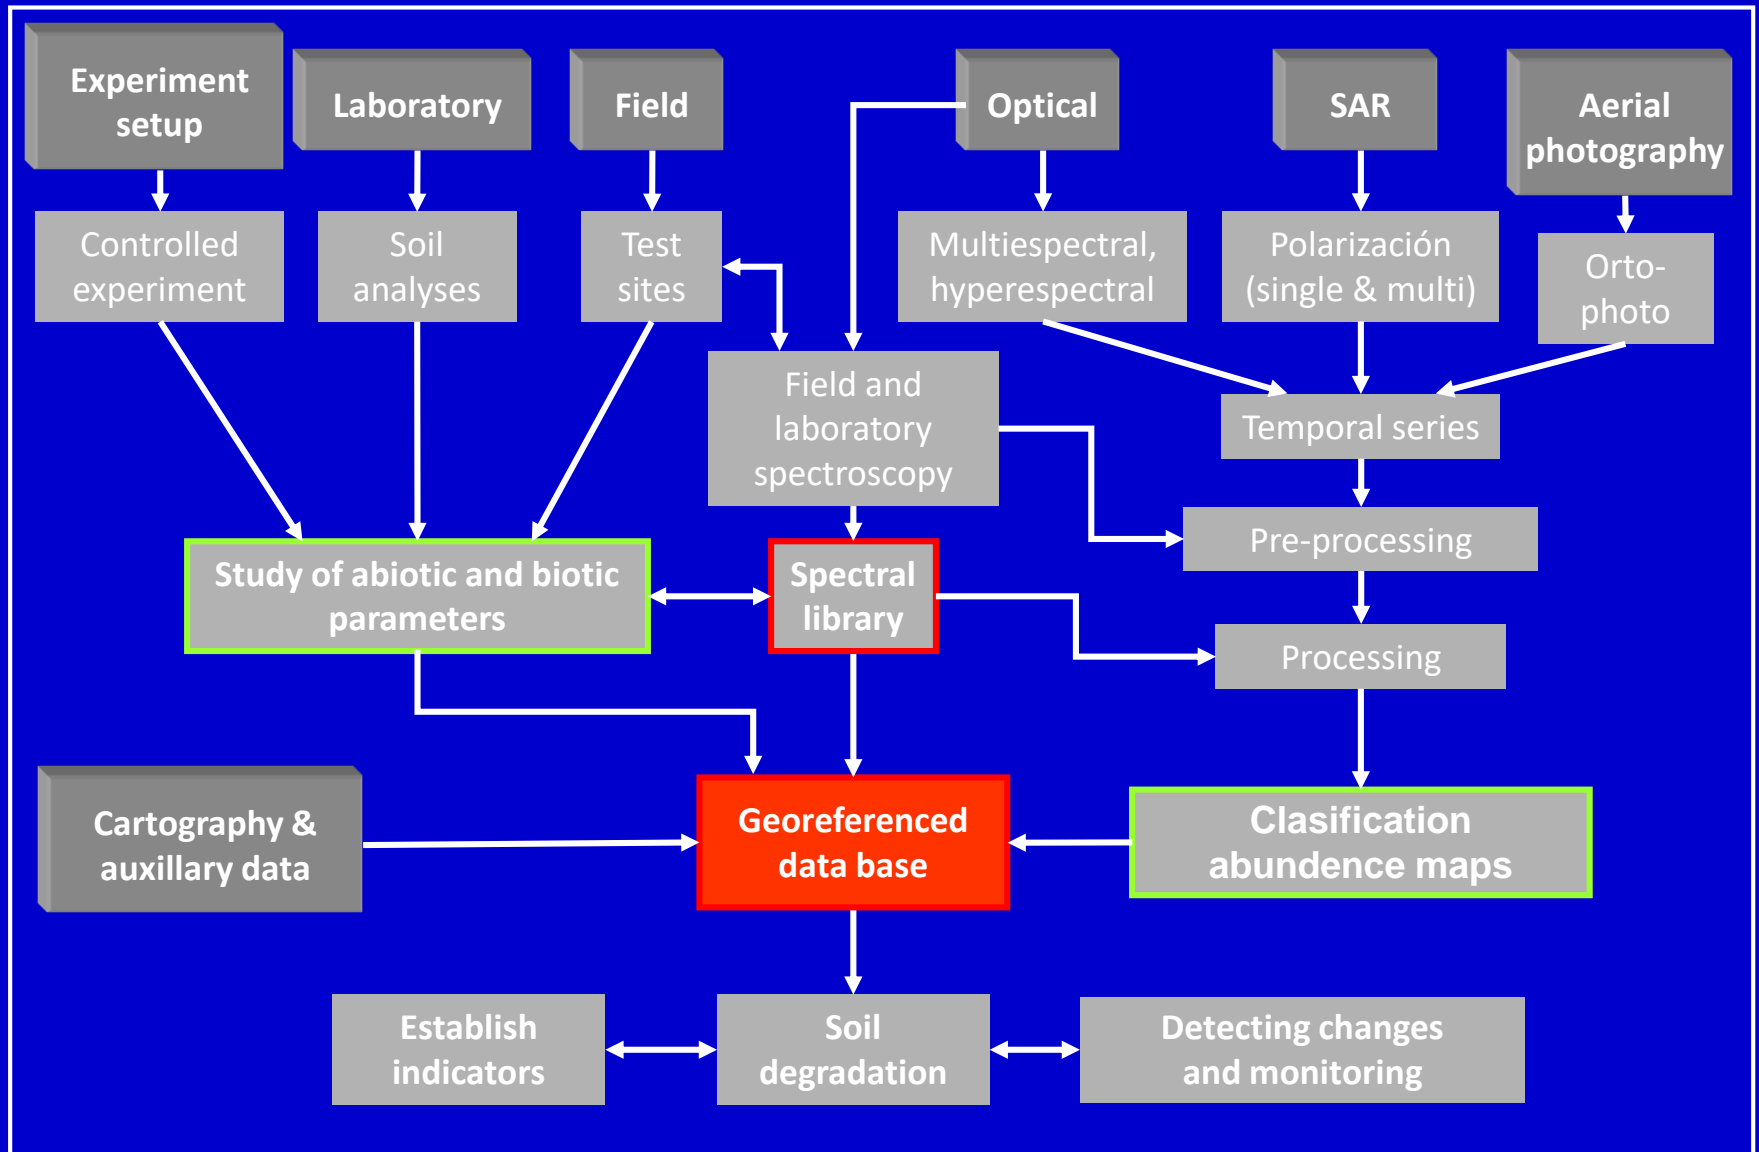 Experiment
setup
Laboratory
Field
Optical
SAR
Aerial
photography
Controlled
experiment
Soil
analyses
Test
sites
Multiespectral,
hyperespectral
Polarización
(single & multi)
Orto-
photo
Field and
laboratory
spectroscopy
Temporal series
Pre-processing
Study of abiotic and biotic
parameters
Spectral
library
Processing
Cartography &
auxillary data
Georeferenced
data base
Clasification
abundence maps
Establish
indicators
Soil
degradation
Detecting changes
and monitoring